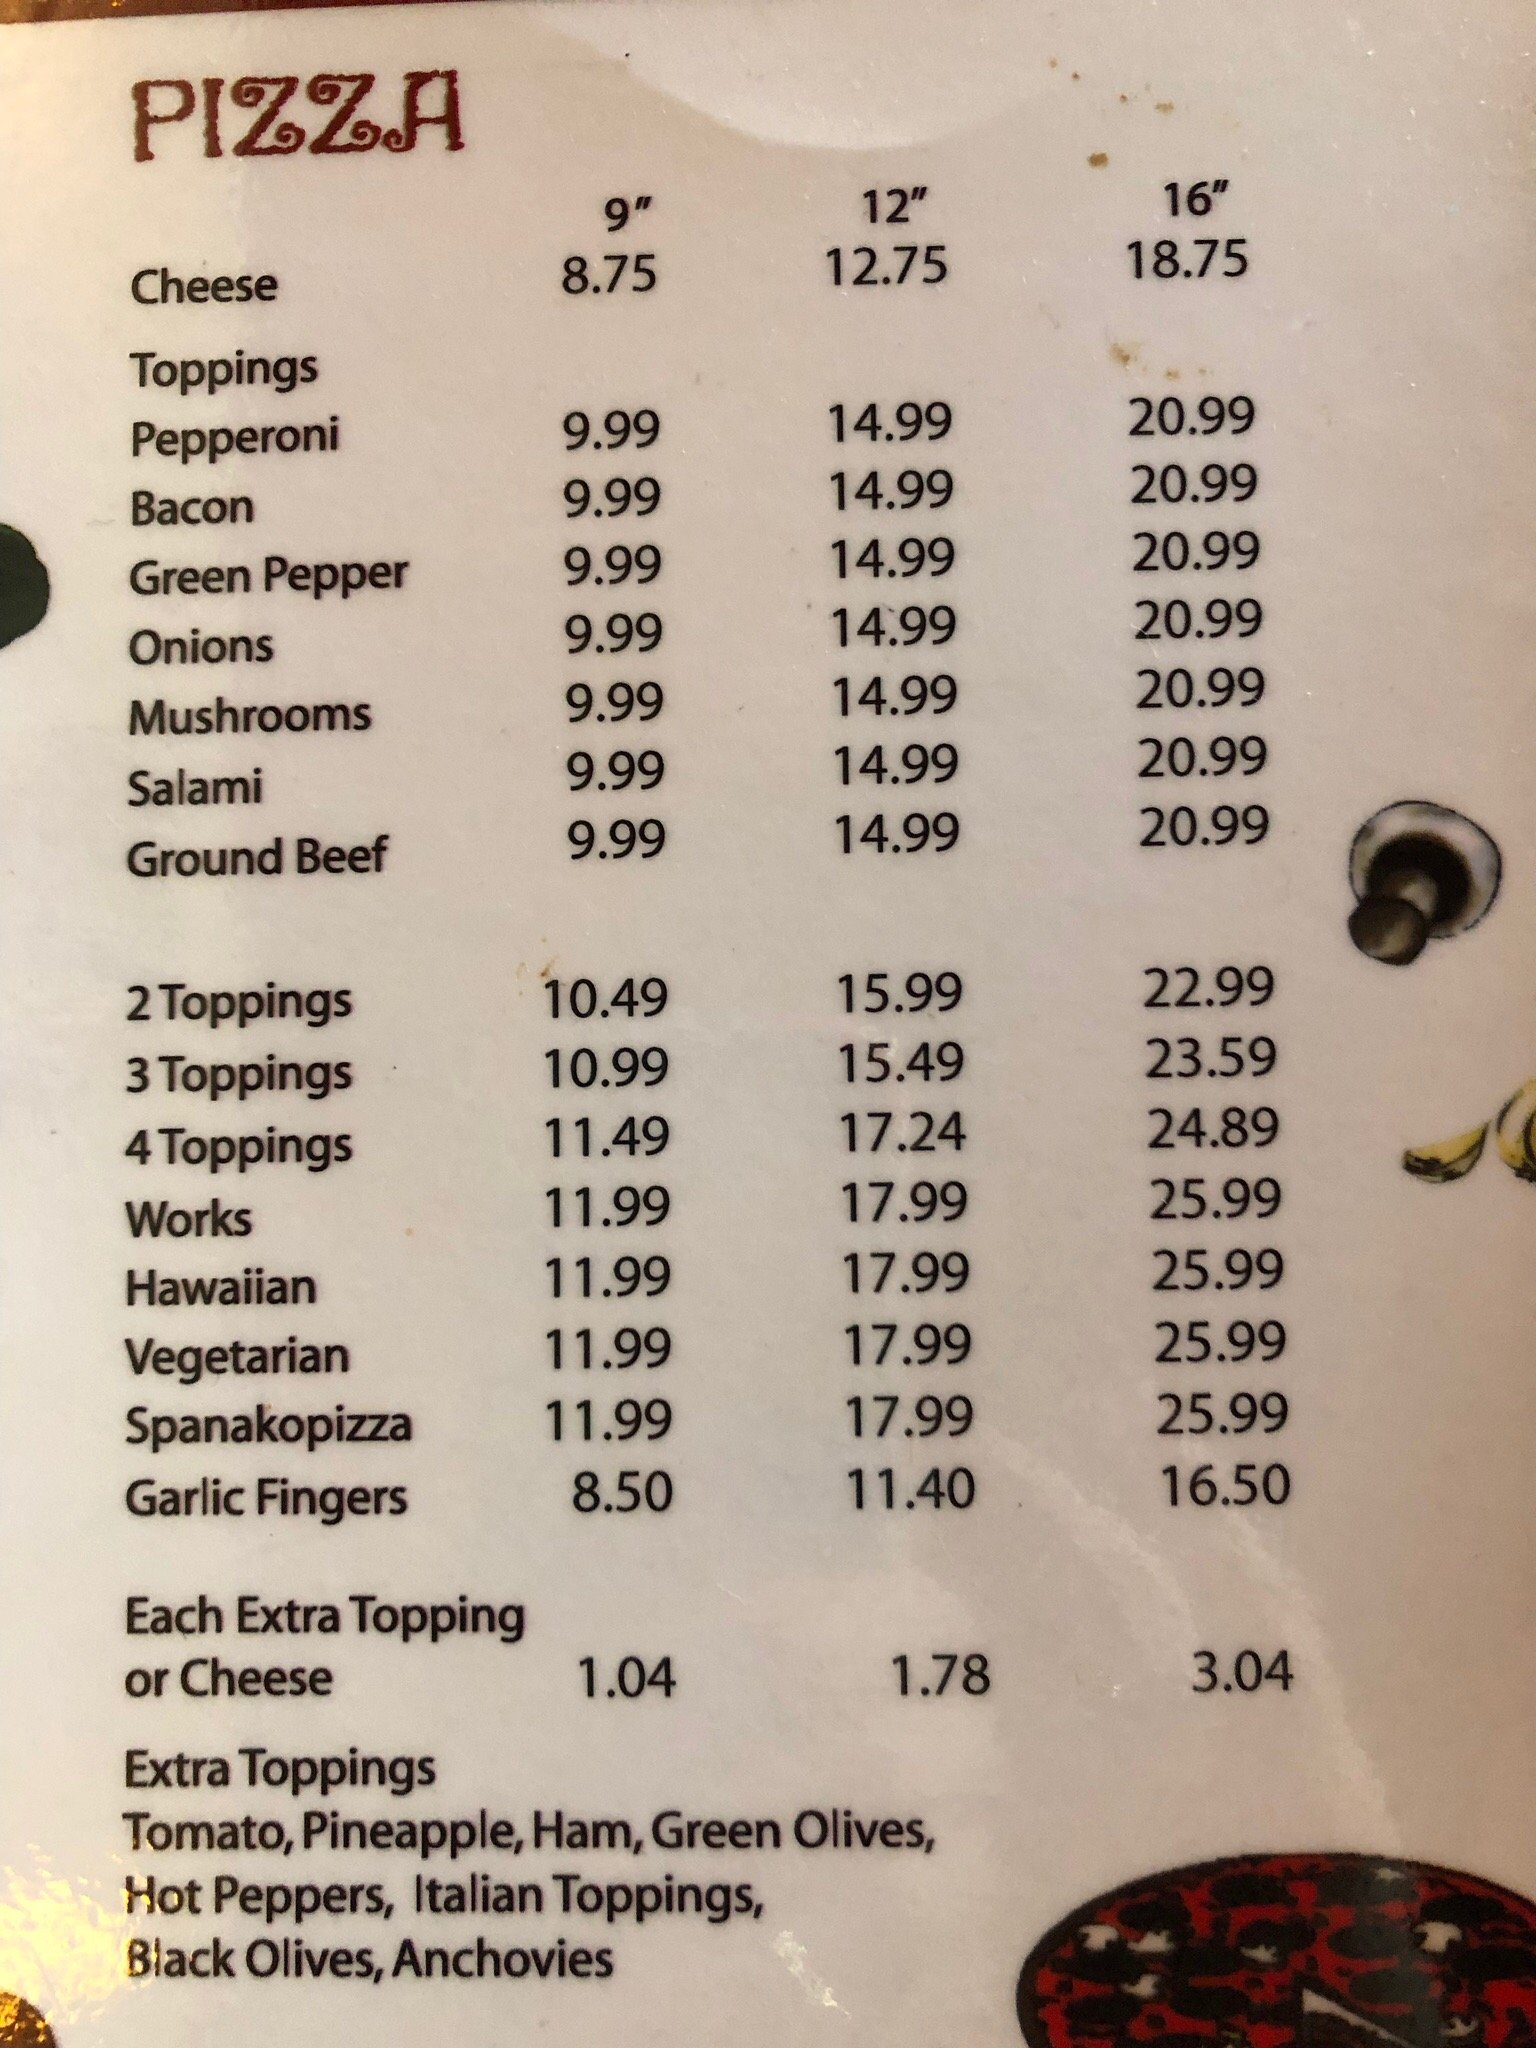 PIZZA
9" 12" 16"
Cheese 8.75 12.75 18.75
Toppings
Pepperoni 9.99 14.99 20.99
Bacon 9.99 14.99 20.99
Green Pepper 9.99 14.99 20.99
Onions 9.99 14.99 20.99
Mushrooms 9.99 14.99 20.99
Salami 9.99 14.99 20.99
Ground Beef 9.99 14.99 20.99
2 Toppings 10.49 15.99 22.99
3 Toppings 10.99 15.49 23.59
4 Toppings 11.49 17.24 24.89
Works 11.99 17.99 25.99
Hawaiian 11.99 17.99 25.99
Vegetarian 11.99 17.99 25.99
Spanakopizza 11.99 17.99 25.99
Garlic Fingers 8.50 11.40 16.50
Each Extra Topping
or Cheese 1.04 1.78 3.04
Extra Toppings
Tomato, Pineapple, Ham, Green Olives,
Hot Peppers, Italian Toppings,
Black Olives, Anchovies